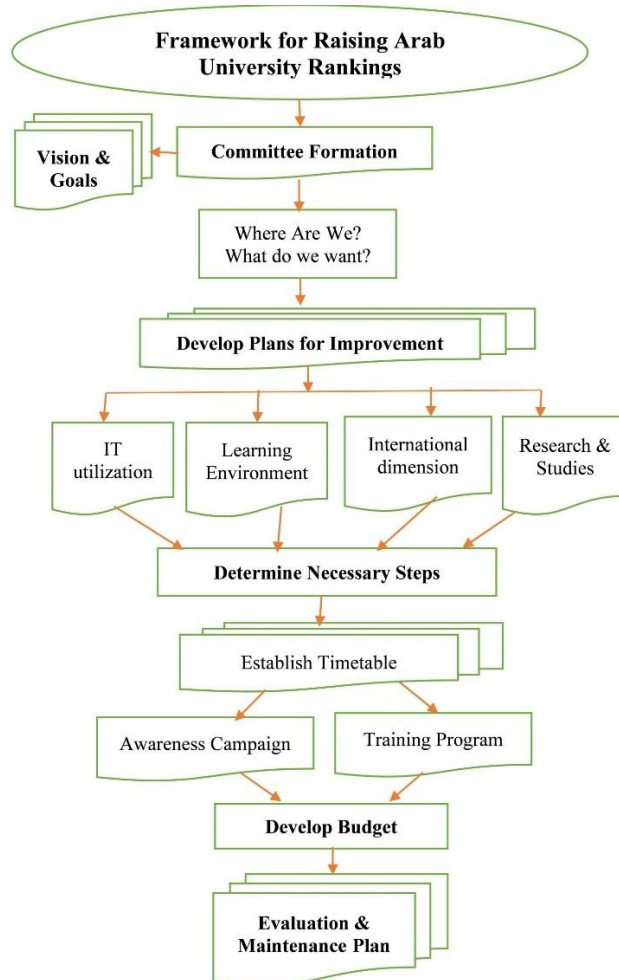 Framework for Raising Arab
University Rankings
Vision &
Goals
Committee Formation
Where Are We?
What do we want?
Develop Plans for Improvement
IT
utilization
Learning
Environment
International
dimension
Research &
Studies
Determine Necessary Steps
Establish Timetable
Awareness Campaign
Training Program
Develop Budget
Evaluation &
Maintenance Plan